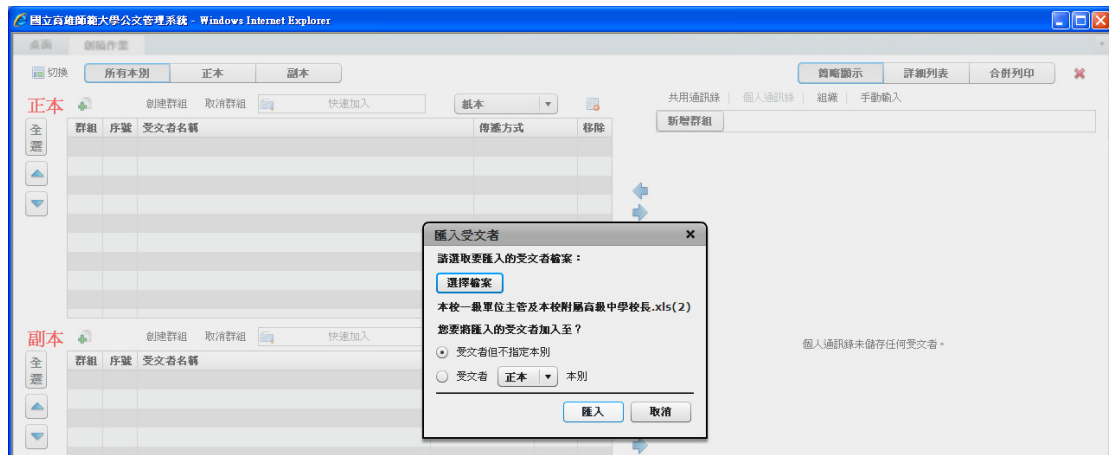 國立高雄師範大學公文管理系統 - Windows Internet Explorer
桌面 創稿作業
切換 所有本別 正本 副本 簡略顯示 詳細列表 合併列印
正本 創建群組 取消群組 快速加入 紙本 共用通訊錄 個人通訊錄 組織 手動輸入
新增群組
全選 群組 序號 受文者名稱 傳遞方式 移除
匯入受文者
請選取要匯入的受文者檔案：
選擇檔案
本校一級單位主管及本校附屬高級中學校長.xls(2)
您要將匯入的受文者加入至？
受文者但不指定本別
受文者 正本 本別
匯入 取消
副本 創建群組 取消群組 快速加入
全選 群組 序號 受文者名稱
個人通訊錄未儲存任何受文者。